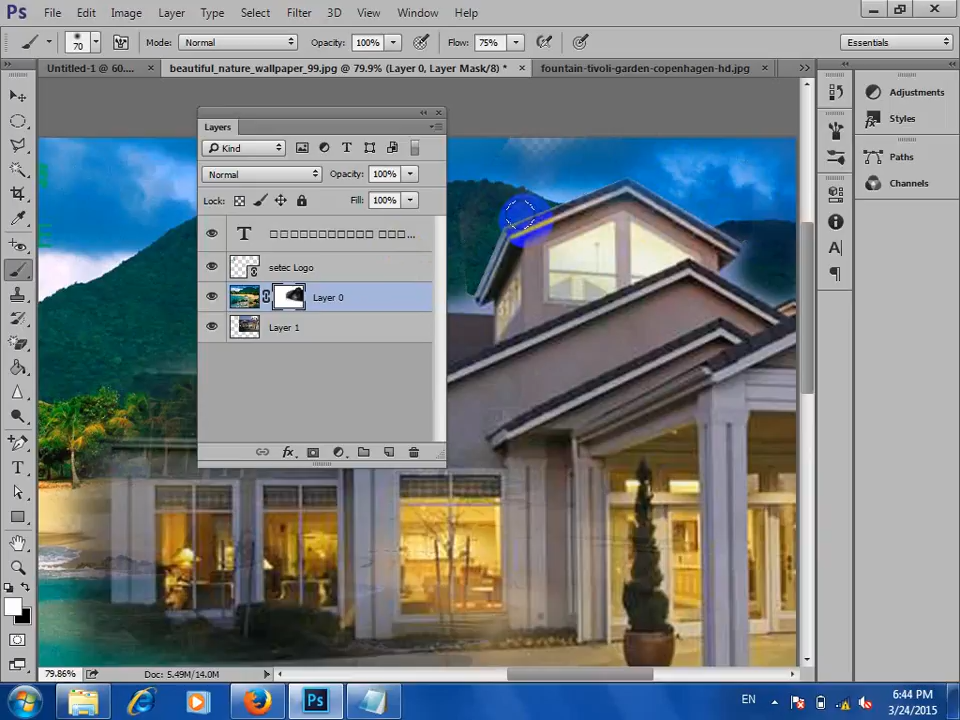 Ps File Edit Image Layer Type Select Filter 3D View Window Help
70 Mode: Normal Opacity: 100% Flow: 75% Essentials
Untitled-1 @ 60.... × beautiful_nature_wallpaper_99.jpg @ 79.9% (Layer 0, Layer Mask/8) * × fountain-tivoli-garden-copenhagen-hd.jpg ×
Layers
Kind
Normal Opacity: 100%
Lock: Fill: 100%
setec Logo
Layer 0
Layer 1
fx
Adjustments
Styles
Paths
Channels
79.86% Doc: 5.49M/14.0M
EN 6:44 PM
3/24/2015